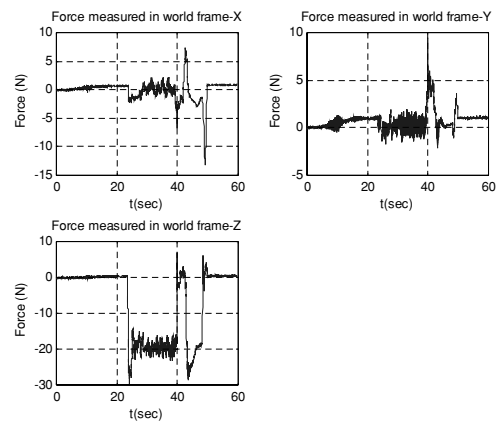 Force measured in world frame-X
10
5
0
-5
-10
-15
Force (N)
0 20 40 60
t(sec)
Force measured in world frame-Y
10
5
0
-5
Force (N)
0 20 40 60
t(sec)
Force measured in world frame-Z
10
0
-10
-20
-30
Force (N)
0 20 40 60
t(sec)